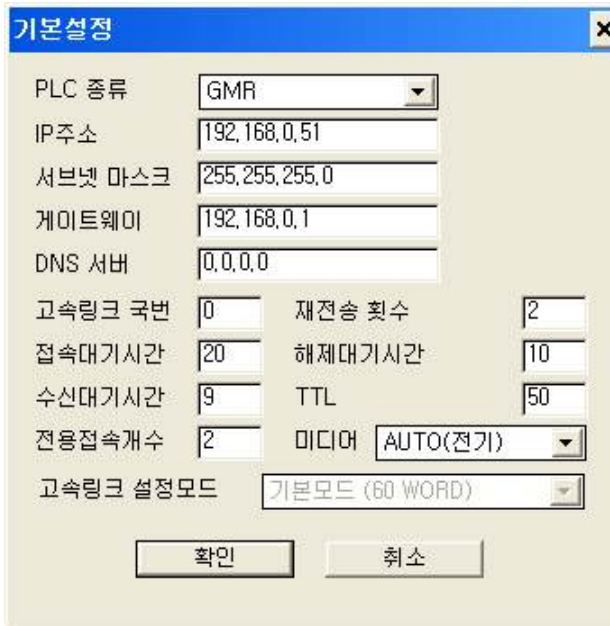 기본설정
PLC 종류 GMR
IP주소 192,168,0,51
서브넷 마스크 255,255,255,0
게이트웨이 192,168,0,1
DNS 서버 0,0,0,0
고속링크 국번 0 재전송 횟수 2
접속대기시간 20 해제대기시간 10
수신대기시간 9 TTL 50
전용접속개수 2 미디어 AUTO(전기)
고속링크 설정모드 기본모드 (60 WORD)
확인 취소